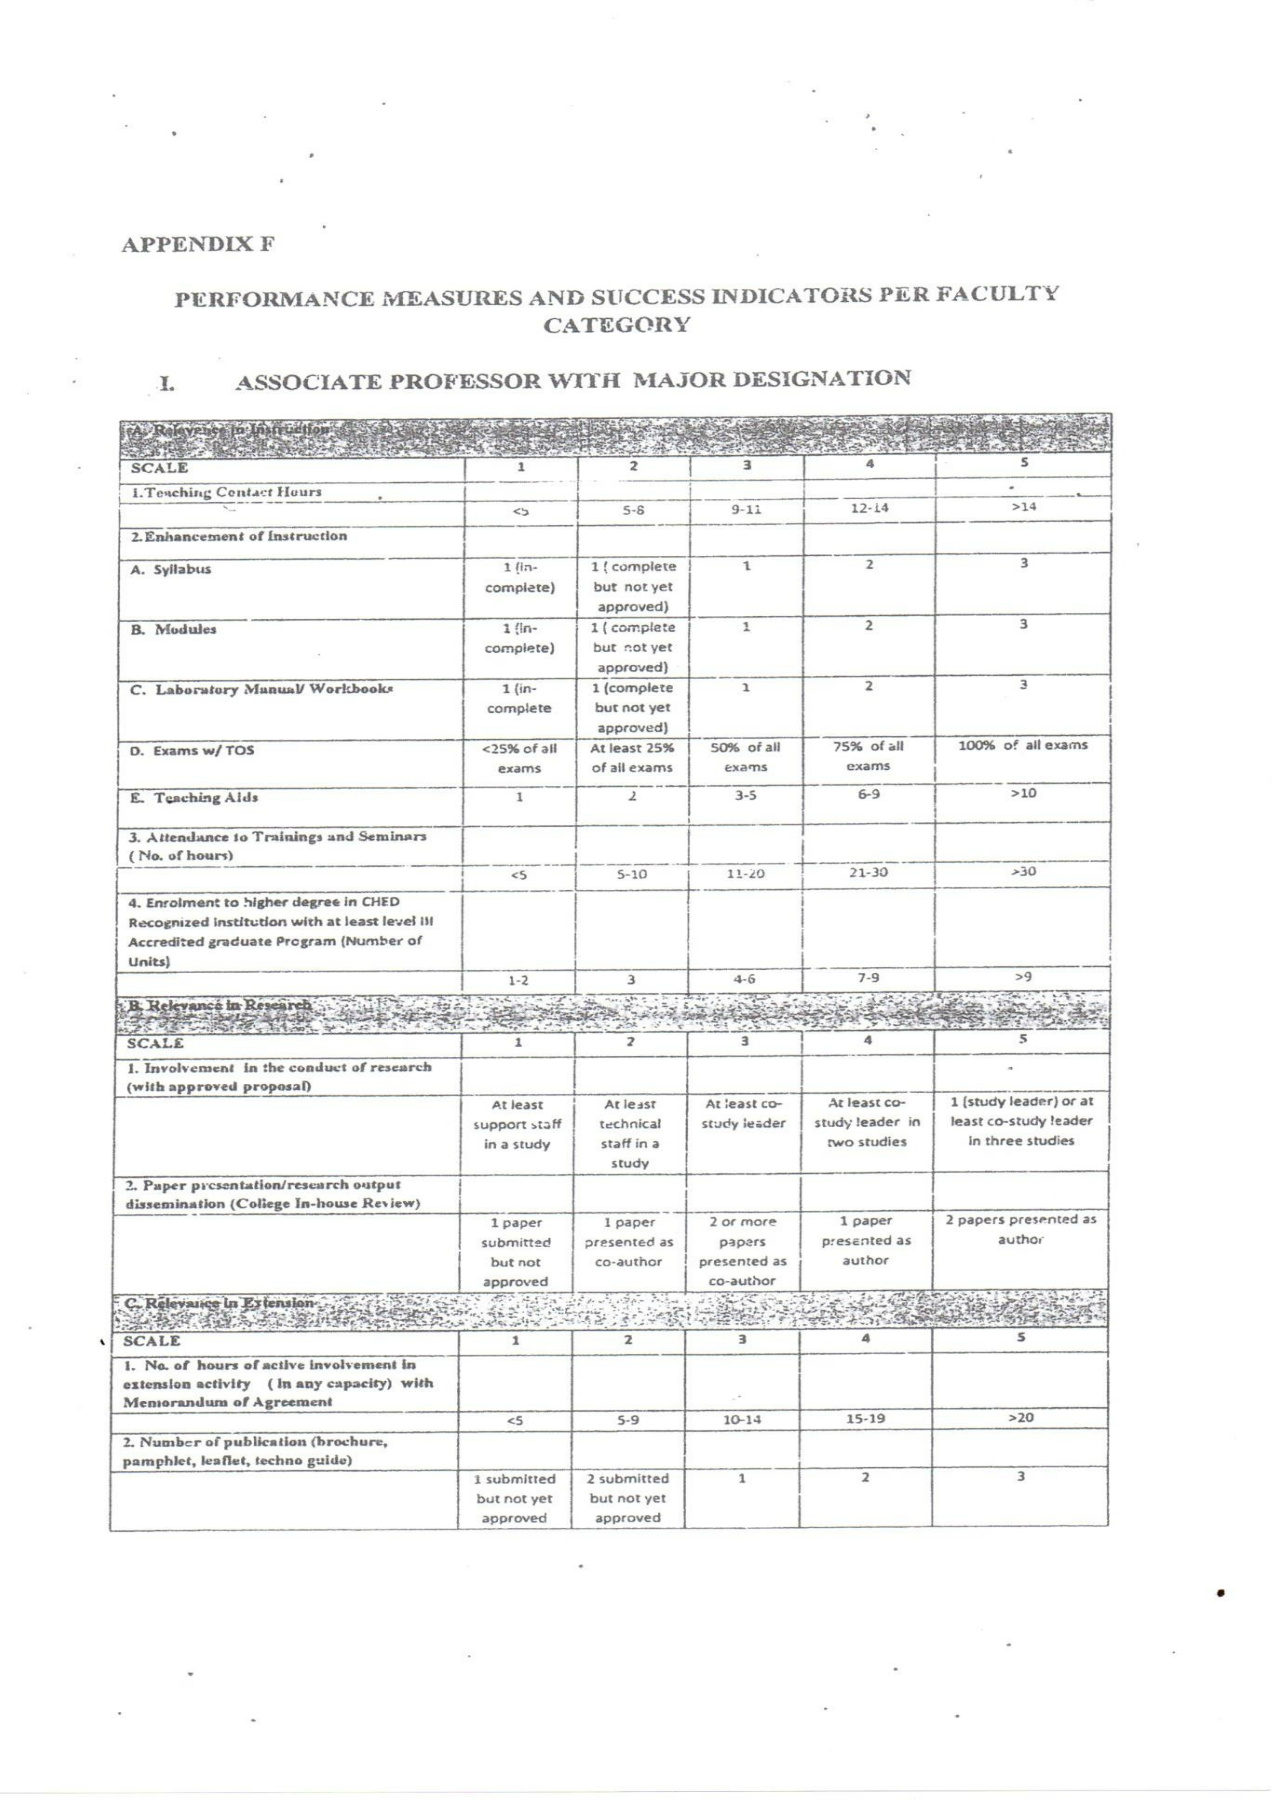 APPENDIX F
PERFORMANCE MEASURES AND SUCCESS INDICATORS PER FACULTY
CATEGORY
I. ASSOCIATE PROFESSOR WITH MAJOR DESIGNATION
A. Relevance in Instruction
SCALE 1 2 3 4 5
1.Teaching Contact Hours
<5 5-8 9-11 12-14 >14
2.Enhancement of Instruction
A. Syllabus 1 (in- 1 ( complete 1 2 3
complete) but not yet
approved)
B. Modules 1 (in- 1 ( complete 1 2 3
complete) but not yet
approved)
C. Laboratory Manual/ Workbooks 1 (in- 1 (complete 1 2 3
complete but not yet
approved)
D. Exams w/ TOS <25% of all At least 25% 50% of all 75% of all 100% of all exams
exams of all exams exams exams
E. Teaching Aids 1 2 3-5 6-9 >10
3. Attendance to Trainings and Seminars
( No. of hours)
<5 5-10 11-20 21-30 >30
4. Enrolment to higher degree in CHED
Recognized institution with at least level III
Accredited graduate Program (Number of
Units)
1-2 3 4-6 7-9 >9
B. Relevance in Research
SCALE 1 2 3 4 5
1. Involvement in the conduct of research
(with approved proposal)
At least At least At least co- At least co- 1 (study leader) or at
support staff technical study leader study leader in least co-study leader
in a study staff in a two studies in three studies
study
2. Paper presentation/research output
dissemination (College In-house Review)
1 paper 1 paper 2 or more 1 paper 2 papers presented as
submitted presented as papers presented as author
but not co-author presented as author
approved co-author
C. Relevance in Extension
SCALE 1 2 3 4 5
1. No. of hours of active involvement in
extension activity ( In any capacity) with
Memorandum of Agreement
<5 5-9 10-14 15-19 >20
2. Number of publication (brochure,
pamphlet, leaflet, techno guide)
1 submitted 2 submitted 1 2 3
but not yet but not yet
approved approved